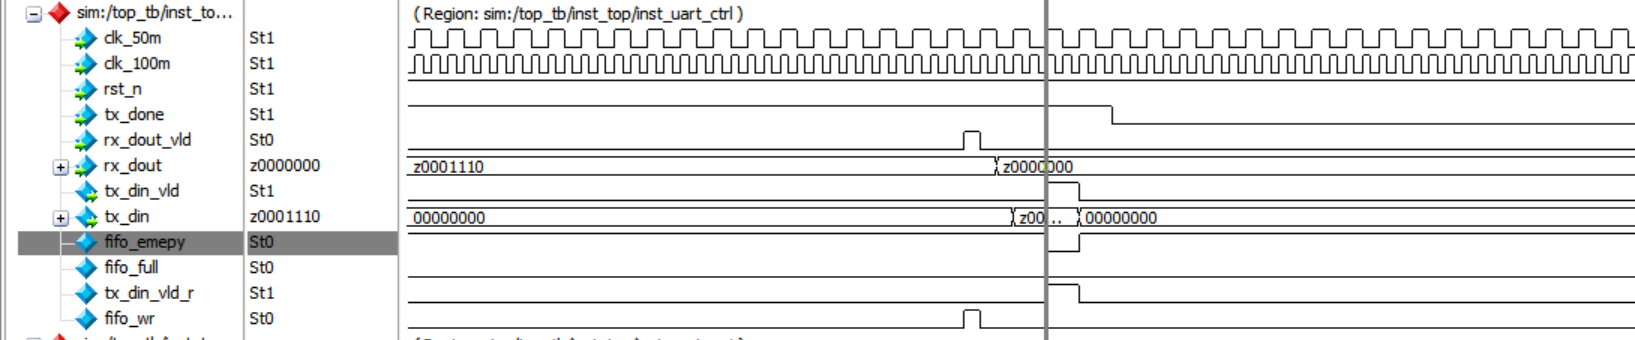 sim:/top_tb/inst_to... (Region: sim:/top_tb/inst_top/inst_uart_ctrl)
clk_50m St1
clk_100m St1
rst_n St1
tx_done St1
rx_dout_vld St0
rx_dout z0000000 z0001110 z0000000
tx_din_vld St1
tx_din z0001110 00000000 z00... 00000000
fifo_emepy St0
fifo_full St0
tx_din_vld_r St1
fifo_wr St0